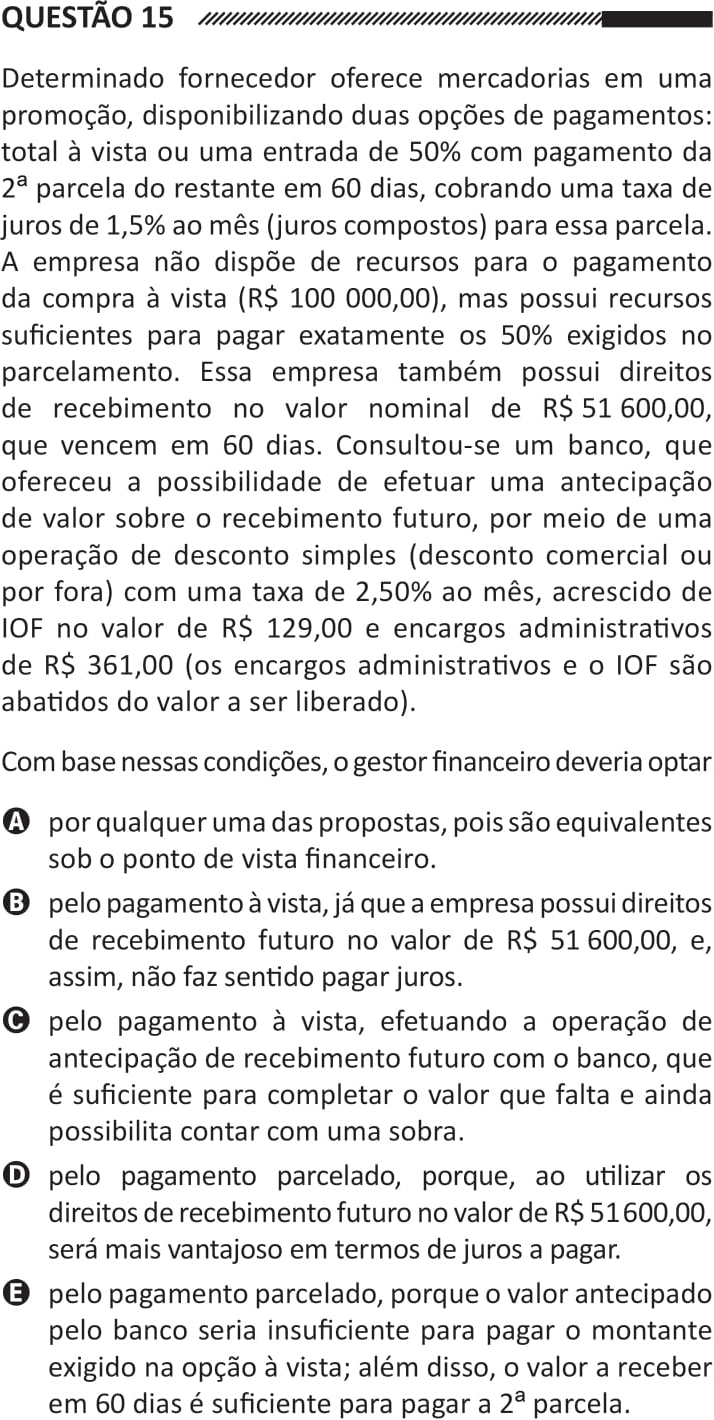 QUESTÃO 15
Determinado fornecedor oferece mercadorias em uma
promoção, disponibilizando duas opções de pagamentos:
total à vista ou uma entrada de 50% com pagamento da
2ª parcela do restante em 60 dias, cobrando uma taxa de
juros de 1,5% ao mês (juros compostos) para essa parcela.
A empresa não dispõe de recursos para o pagamento
da compra à vista (R$ 100 000,00), mas possui recursos
suficientes para pagar exatamente os 50% exigidos no
parcelamento. Essa empresa também possui direitos
de recebimento no valor nominal de R$ 51 600,00,
que vencem em 60 dias. Consultou-se um banco, que
ofereceu a possibilidade de efetuar uma antecipação
de valor sobre o recebimento futuro, por meio de uma
operação de desconto simples (desconto comercial ou
por fora) com uma taxa de 2,50% ao mês, acrescido de
IOF no valor de R$ 129,00 e encargos administrativos
de R$ 361,00 (os encargos administrativos e o IOF são
abatidos do valor a ser liberado).
Com base nessas condições, o gestor financeiro deveria optar
A por qualquer uma das propostas, pois são equivalentes
sob o ponto de vista financeiro.
B pelo pagamento à vista, já que a empresa possui direitos
de recebimento futuro no valor de R$ 51 600,00, e,
assim, não faz sentido pagar juros.
C pelo pagamento à vista, efetuando a operação de
antecipação de recebimento futuro com o banco, que
é suficiente para completar o valor que falta e ainda
possibilita contar com uma sobra.
D pelo pagamento parcelado, porque, ao utilizar os
direitos de recebimento futuro no valor de R$ 51 600,00,
será mais vantajoso em termos de juros a pagar.
E pelo pagamento parcelado, porque o valor antecipado
pelo banco seria insuficiente para pagar o montante
exigido na opção à vista; além disso, o valor a receber
em 60 dias é suficiente para pagar a 2ª parcela.